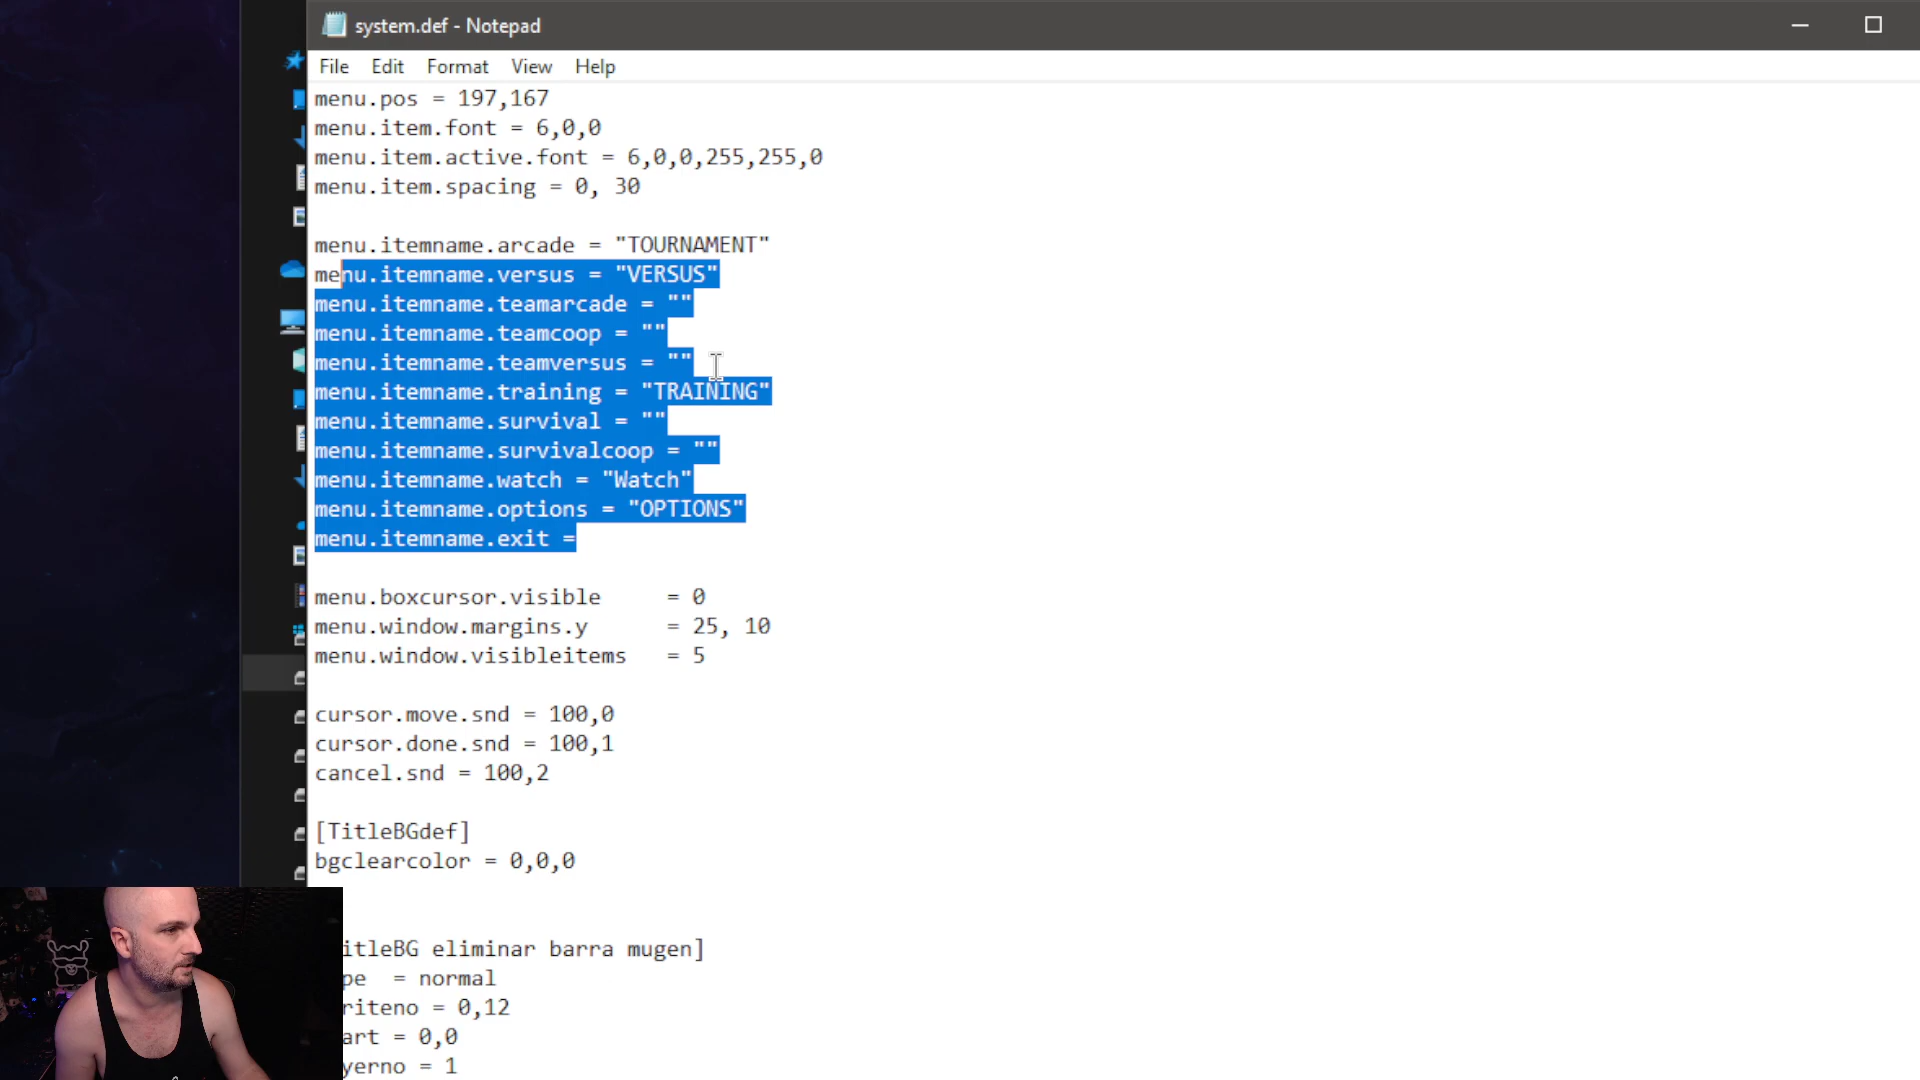 system.def - Notepad
File Edit Format View Help
menu.pos = 197,167
menu.item.font = 6,0,0
menu.item.active.font = 6,0,0,255,255,0
menu.item.spacing = 0, 30
menu.itemname.arcade = "TOURNAMENT"
menu.itemname.versus = "VERSUS"
menu.itemname.teamarcade = ""
menu.itemname.teamcoop = ""
menu.itemname.teamversus = ""
menu.itemname.training = "TRAINING"
menu.itemname.survival = ""
menu.itemname.survivalcoop = ""
menu.itemname.watch = "Watch"
menu.itemname.options = "OPTIONS"
menu.itemname.exit =
menu.boxcursor.visible = 0
menu.window.margins.y = 25, 10
menu.window.visibleitems = 5
cursor.move.snd = 100,0
cursor.done.snd = 100,1
cancel.snd = 100,2
[TitleBGdef]
bgclearcolor = 0,0,0
itleBG eliminar barra mugen]
pe = normal
riteno = 0,12
art = 0,0
yerno = 1